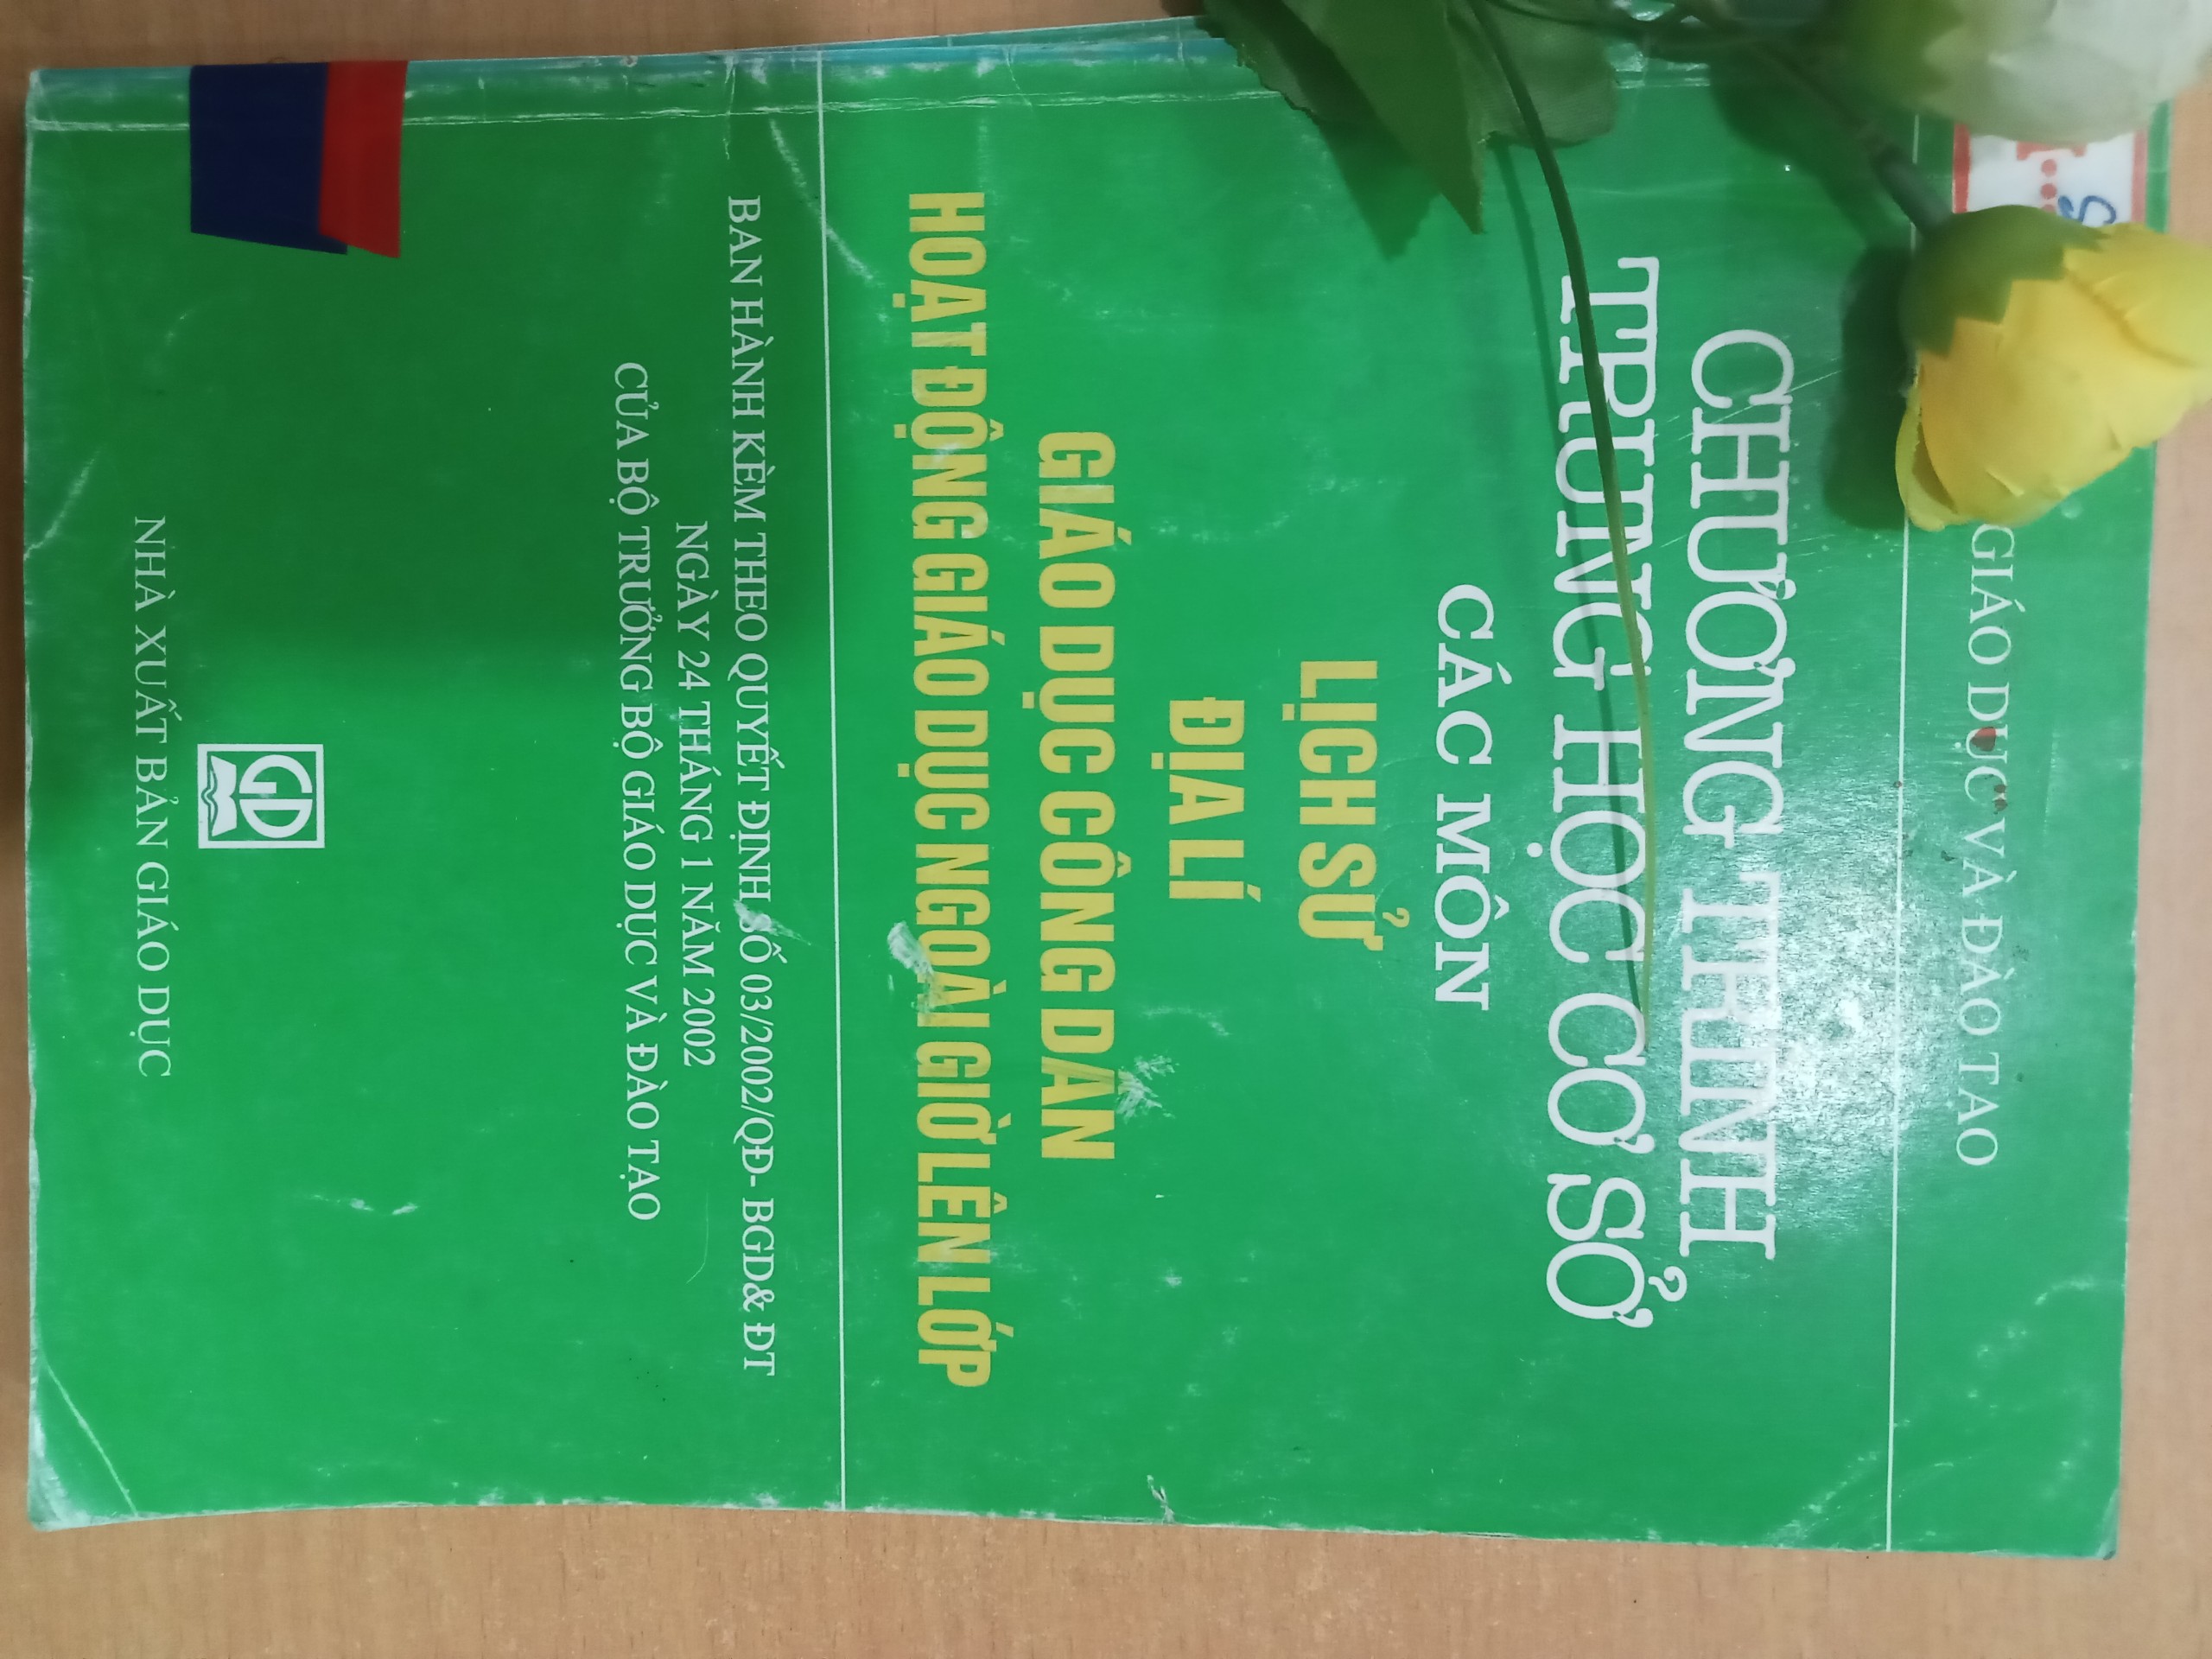 GIÁO DỤC VÀ ĐÀO TẠO
CHƯƠNG TRÌNH
TRUNG HỌC CƠ SỞ
CÁC MÔN
LỊCH SỬ
ĐỊA LÍ
GIÁO DỤC CÔNG DÂN
HOẠT ĐỘNG GIÁO DỤC NGOÀI GIỜ LÊN LỚP
BAN HÀNH KÈM THEO QUYẾT ĐỊNH SỐ 03/2002/QĐ- BGD& ĐT
NGÀY 24 THÁNG 1 NĂM 2002
CỦA BỘ TRƯỞNG BỘ GIÁO DỤC VÀ ĐÀO TẠO
GD
NHÀ XUẤT BẢN GIÁO DỤC